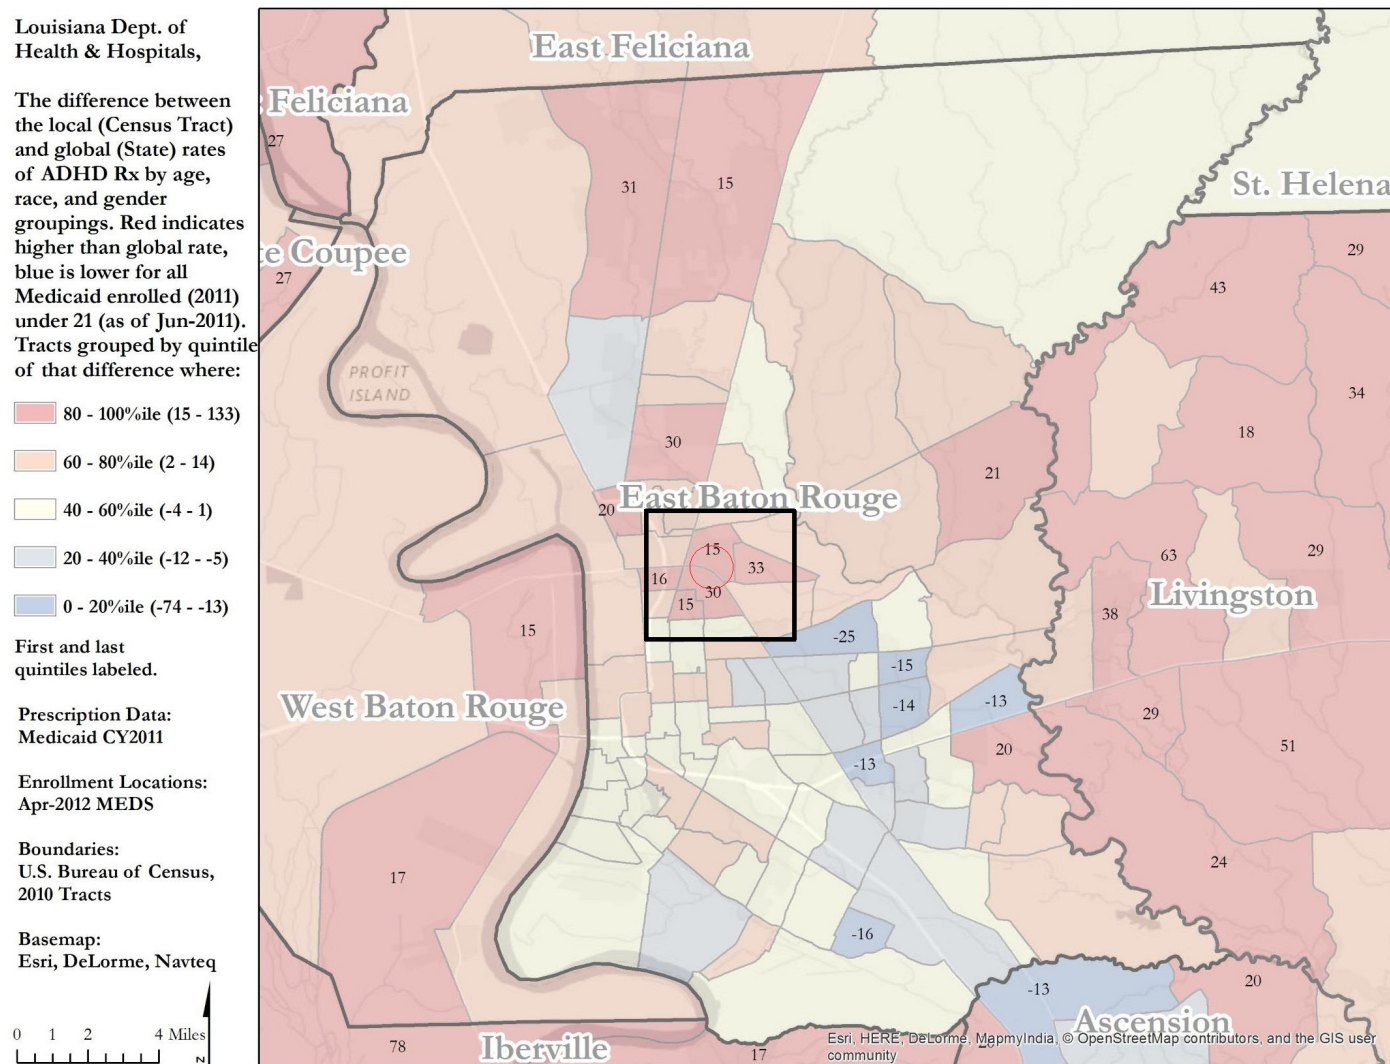 Louisiana Dept. of
Health & Hospitals,
The difference between
the local (Census Tract)
and global (State) rates
of ADHD Rx by age,
race, and gender
groupings. Red indicates
higher than global rate,
blue is lower for all
Medicaid enrolled (2011)
under 21 (as of Jun-2011).
Tracts grouped by quintile
of that difference where:
80 - 100%ile (15 - 133)
60 - 80%ile (2 - 14)
40 - 60%ile (-4 - 1)
20 - 40%ile (-12 - -5)
0 - 20%ile (-74 - -13)
First and last
quintiles labeled.
Prescription Data:
Medicaid CY2011
Enrollment Locations:
Apr-2012 MEDS
Boundaries:
U.S. Bureau of Census,
2010 Tracts
Basemap:
Esri, DeLorme, Navteq
0 1 2 4 Miles
N
East Feliciana
Feliciana
27
31
15
St. Helena
te Coupee
27
29
43
PROFIT
ISLAND
34
18
30
21
East Baton Rouge
20
15
33
16
30
15
63
29
Livingston
38
15
-25
-15
-14
-13
West Baton Rouge
29
51
20
-13
17
24
-16
20
-13
Ascension
78
Iberville
17
Esri, HERE, DeLorme, MapmyIndia, © OpenStreetMap contributors, and the GIS user
community